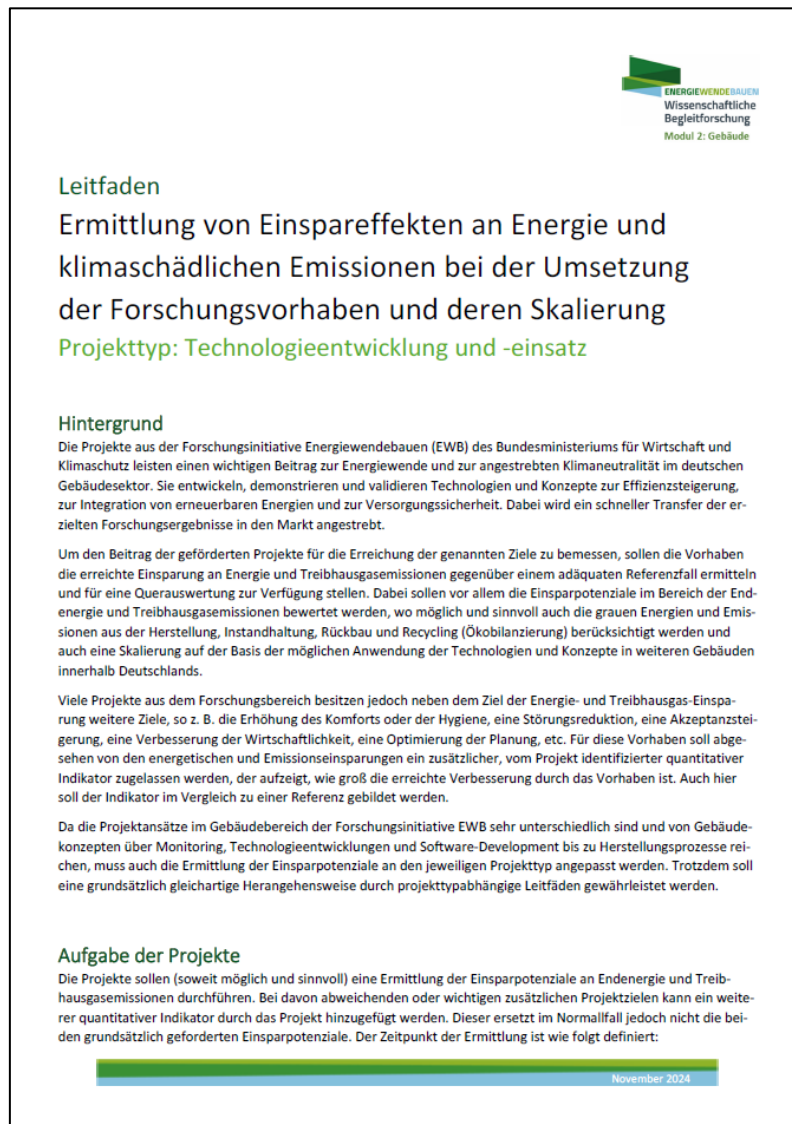 ENERGIEWENDEBAUEN
Wissenschaftliche
Begleitforschung
Modul 2: Gebäude
Leitfaden
Ermittlung von Einspareffekten an Energie und
klimaschädlichen Emissionen bei der Umsetzung
der Forschungsvorhaben und deren Skalierung
Projekttyp: Technologieentwicklung und -einsatz
Hintergrund
Die Projekte aus der Forschungsinitiative Energiewendebauen (EWB) des Bundesministeriums für Wirtschaft und
Klimaschutz leisten einen wichtigen Beitrag zur Energiewende und zur angestrebten Klimaneutralität im deutschen
Gebäudesektor. Sie entwickeln, demonstrieren und validieren Technologien und Konzepte zur Effizienzsteigerung,
zur Integration von erneuerbaren Energien und zur Versorgungssicherheit. Dabei wird ein schneller Transfer der er-
zielten Forschungsergebnisse in den Markt angestrebt.
Um den Beitrag der geförderten Projekte für die Erreichung der genannten Ziele zu bemessen, sollen die Vorhaben
die erreichte Einsparung an Energie und Treibhausgasemissionen gegenüber einem adäquaten Referenzfall ermitteln
und für eine Querauswertung zur Verfügung stellen. Dabei sollen vor allem die Einsparpotenziale im Bereich der End-
energie und Treibhausgasemissionen bewertet werden, wo möglich und sinnvoll auch die grauen Energien und Emis-
sionen aus der Herstellung, Instandhaltung, Rückbau und Recycling (Ökobilanzierung) berücksichtigt werden und
auch eine Skalierung auf der Basis der möglichen Anwendung der Technologien und Konzepte in weiteren Gebäuden
innerhalb Deutschlands.
Viele Projekte aus dem Forschungsbereich besitzen jedoch neben dem Ziel der Energie- und Treibhausgas-Einspa-
rung weitere Ziele, so z. B. die Erhöhung des Komforts oder der Hygiene, eine Störungsreduktion, eine Akzeptanzstei-
gerung, eine Verbesserung der Wirtschaftlichkeit, eine Optimierung der Planung, etc. Für diese Vorhaben soll abge-
sehen von den energetischen und Emissionseinsparungen ein zusätzlicher, vom Projekt identifizierter quantitativer
Indikator zugelassen werden, der aufzeigt, wie groß die erreichte Verbesserung durch das Vorhaben ist. Auch hier
soll der Indikator im Vergleich zu einer Referenz gebildet werden.
Da die Projektansätze im Gebäudebereich der Forschungsinitiative EWB sehr unterschiedlich sind und von Gebäude-
konzepten über Monitoring, Technologieentwicklungen und Software-Development bis zu Herstellungsprozesse rei-
chen, muss auch die Ermittlung der Einsparpotenziale an den jeweiligen Projekttyp angepasst werden. Trotzdem soll
eine grundsätzlich gleichartige Herangehensweise durch projekttypabhängige Leitfäden gewährleistet werden.
Aufgabe der Projekte
Die Projekte sollen (soweit möglich und sinnvoll) eine Ermittlung der Einsparpotenziale an Endenergie und Treib-
hausgasemissionen durchführen. Bei davon abweichenden oder wichtigen zusätzlichen Projektzielen kann ein weite-
rer quantitativer Indikator durch das Projekt hinzugefügt werden. Dieser ersetzt im Normalfall jedoch nicht die bei-
den grundsätzlich geforderten Einsparpotenziale. Der Zeitpunkt der Ermittlung ist wie folgt definiert:
November 2024